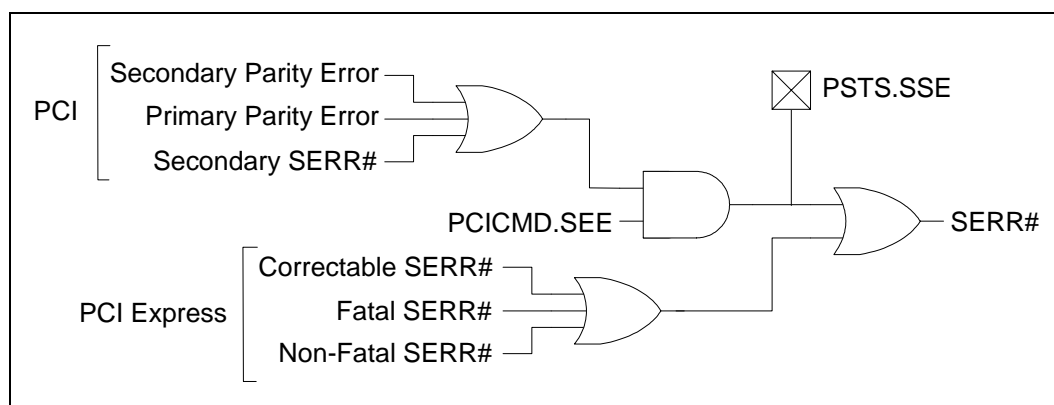 PCI
Secondary Parity Error
Primary Parity Error
Secondary SERR#
PSTS.SSE
PCICMD.SEE
SERR#
PCI Express
Correctable SERR#
Fatal SERR#
Non-Fatal SERR#